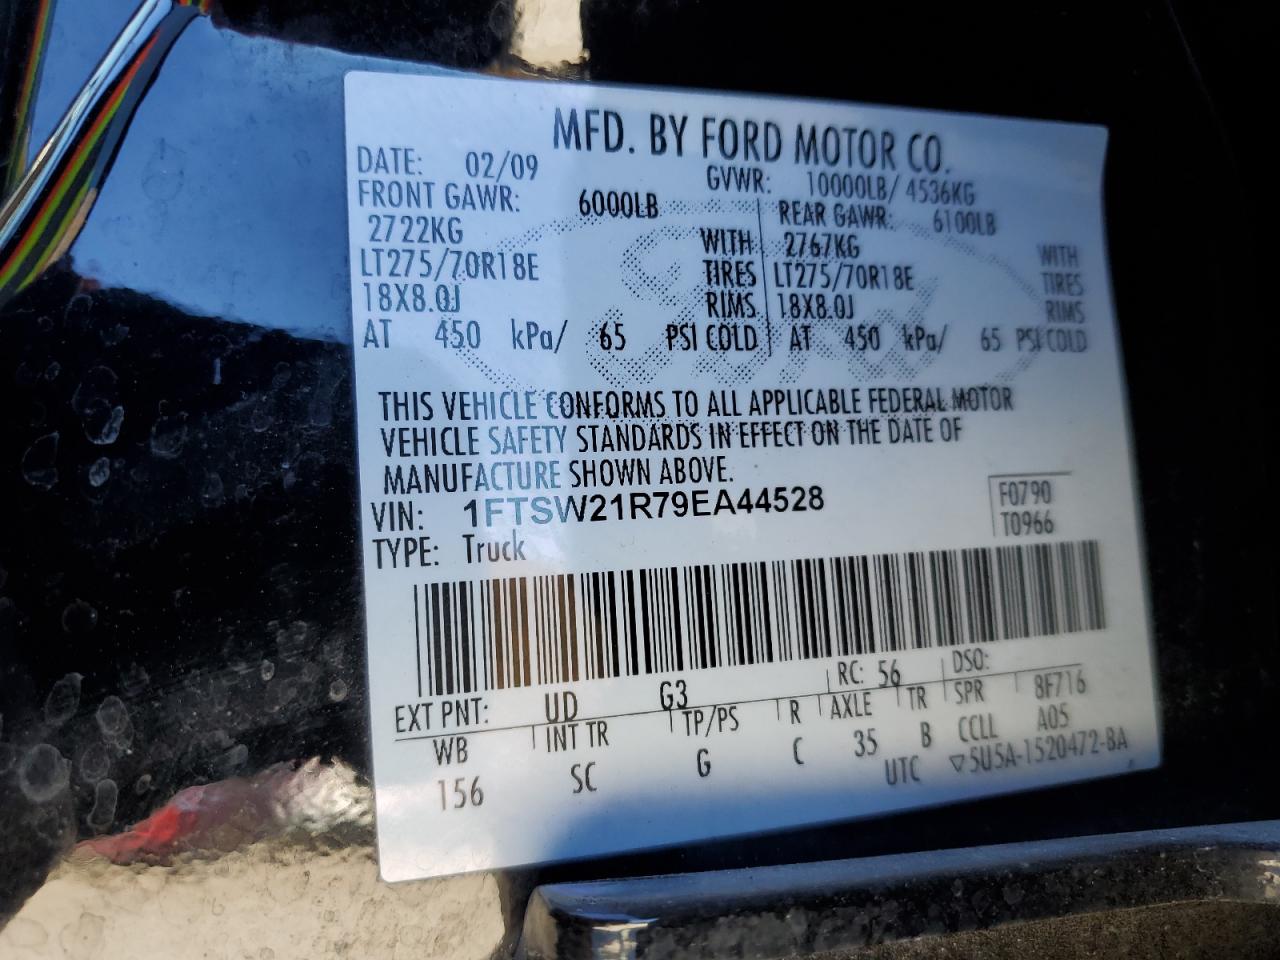 MFD. BY FORD MOTOR CO.
DATE: 02/09 GVWR: 10000LB/ 4536KG
FRONT GAWR: 6000LB REAR GAWR: 6100LB
2722KG WITH 2767KG WITH
LT275/70R18E TIRES LT275/70R18E TIRES
18X8.0J RIMS 18X8.0J RIMS
AT 450 kPa/ 65 PSI COLD AT 450 kPa/ 65 PSI COLD
THIS VEHICLE CONFORMS TO ALL APPLICABLE FEDERAL MOTOR
VEHICLE SAFETY STANDARDS IN EFFECT ON THE DATE OF
MANUFACTURE SHOWN ABOVE.
VIN: 1FTSW21R79EA44528 F0790
TYPE: Truck T0966
EXT PNT: UD G3 RC: 56 DSO:
WB INT TR TP/PS R AXLE TR SPR 8F716
156 SC G C 35 B CCLL A05
UTC ▽5U5A-1520472-BA